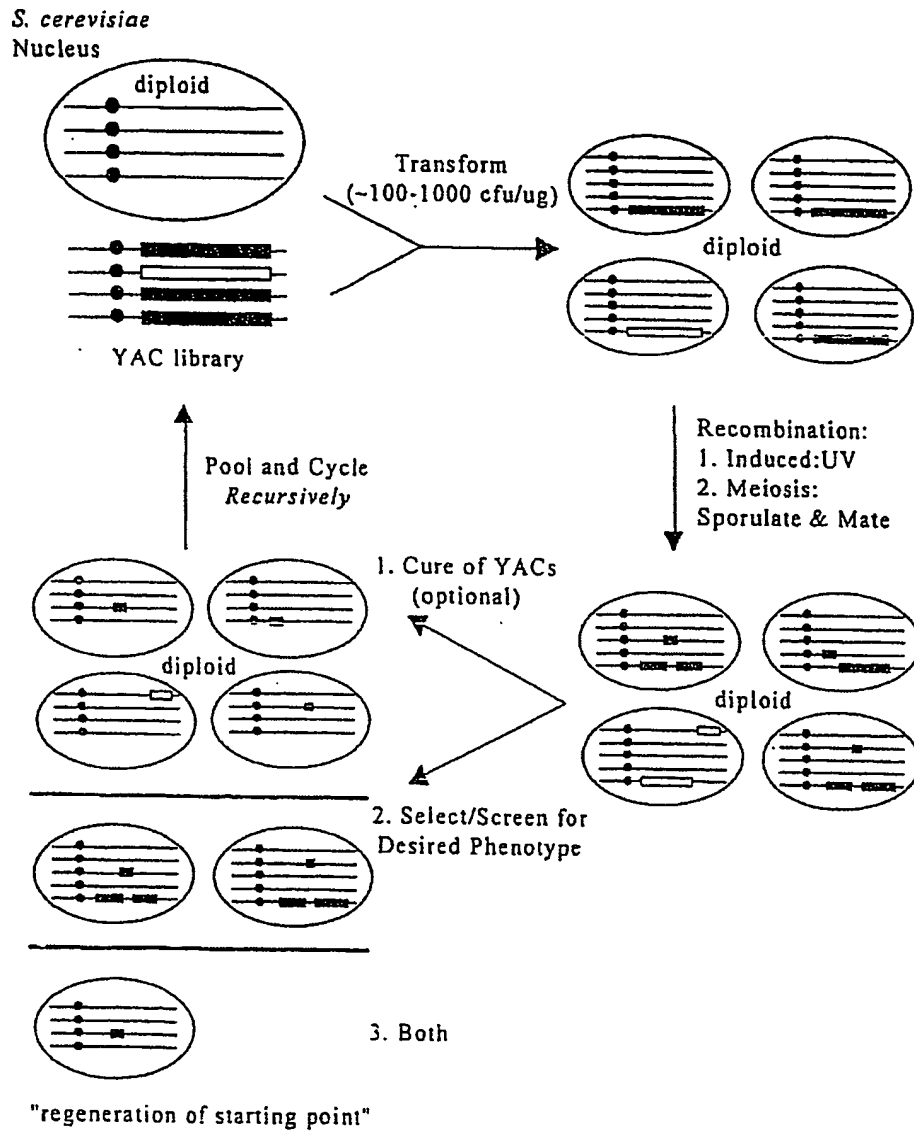 S. cerevisiae
Nucleus
diploid
YAC library
Transform
(~100-1000 cfu/ug)
diploid
Recombination:
1. Induced:UV
2. Meiosis:
Sporulate & Mate
diploid
1. Cure of YACs
(optional)
Pool and Cycle
Recursively
diploid
2. Select/Screen for
Desired Phenotype
3. Both
"regeneration of starting point"